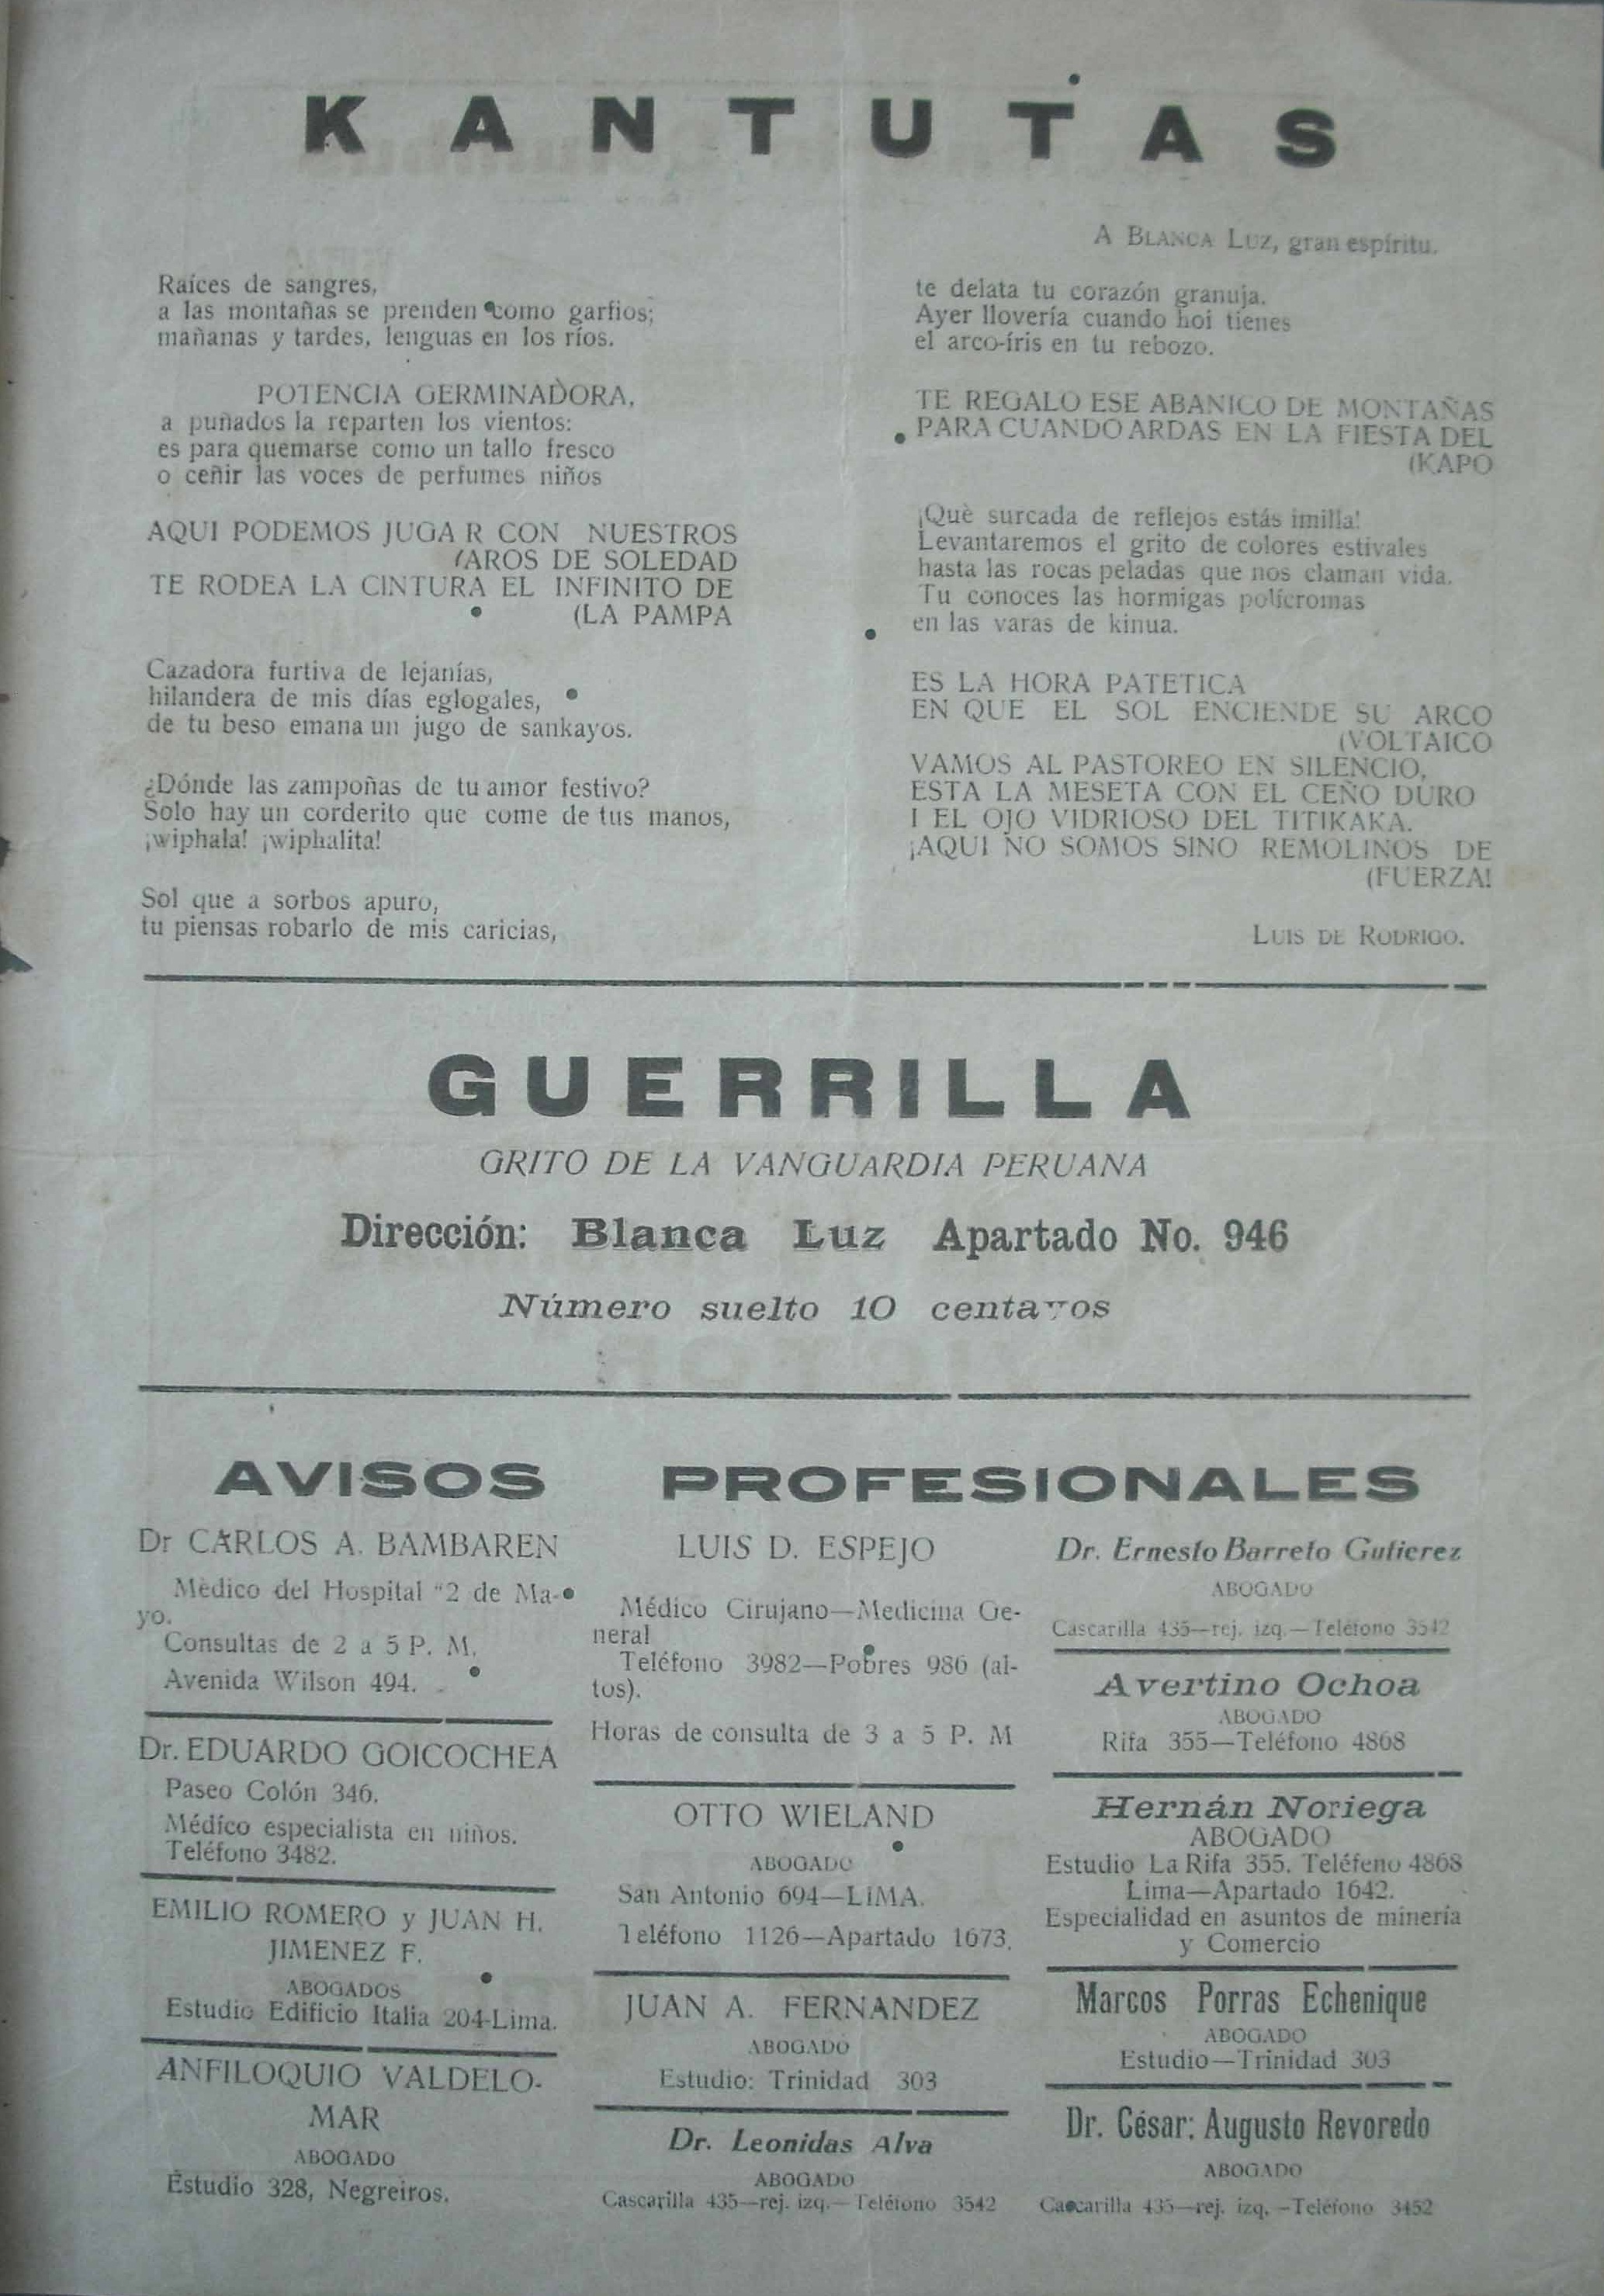 KANTUTAS
A BLANCA LUZ, gran espíritu.
Raíces de sangres,
a las montañas se prenden como garfios;
mañanas y tardes, lenguas en los ríos.
POTENCIA GERMINADORA,
a puñados la reparten los vientos:
es para quemarse como un tallo fresco
o ceñir las voces de perfumes niños
AQUI PODEMOS JUGA R CON NUESTROS
(AROS DE SOLEDAD
TE RODEA LA CINTURA EL INFINITO DE
(LA PAMPA
Cazadora furtiva de lejanías,
hilandera de mis días eglogales,
de tu beso emana un jugo de sankayos.
¿Dónde las zampoñas de tu amor festivo?
Solo hay un corderito que come de tus manos,
¡wiphala! ¡wiphalita!
Sol que a sorbos apuro,
tu piensas robarlo de mis caricias,
te delata tu corazón granuja.
Ayer llovería cuando hoi tienes
el arco-íris en tu rebozo.
TE REGALO ESE ABANICO DE MONTAÑAS
PARA CUANDO ARDAS EN LA FIESTA DEL
(KAPO
¡Què surcada de reflejos estás imilla!
Levantaremos el grito de colores estivales
hasta las rocas peladas que nos claman vida.
Tu conoces las hormigas polícromas
en las varas de kinua.
ES LA HORA PATETICA
EN QUE EL SOL ENCIENDE SU ARCO
(VOLTAICO
VAMOS AL PASTOREO EN SILENCIO,
ESTA LA MESETA CON EL CEÑO DURO
I EL OJO VIDRIOSO DEL TITIKAKA.
¡AQUI NO SOMOS SINO REMOLINOS DE
(FUERZA!
LUIS DE RODRIGO.
GUERRILLA
GRITO DE LA VANGUARDIA PERUANA
Dirección: Blanca Luz Apartado No. 946
Número suelto 10 centavos
AVISOS PROFESIONALES
Dr CARLOS A. BAMBAREN
Mèdico del Hospital "2 de Ma-
yo.
Consultas de 2 a 5 P. M.
Avenida Wilson 494.
Dr. EDUARDO GOICOCHEA
Paseo Colón 346.
Médíco especialista en niños.
Teléfono 3482.
EMILIO ROMERO y JUAN H.
JIMENEZ F.
ABOGADOS
Estudio Edificio Italia 204-Lima.
ANFILOQUIO VALDELO-
MAR
ABOGADO
Estudio 328, Negreiros.
LUIS D. ESPEJO
Médico Cirujano—Medicina Ge-
neral
Teléfono 3982—Pobres 986 (al-
tos).
Horas de consulta de 3 a 5 P. M
OTTO WIELAND
ABOGADO
San Antonio 694—LIMA.
Teléfono 1126—Apartado 1673.
JUAN A. FERNANDEZ
ABOGADO
Estudio: Trinidad 303
Dr. Leonidas Alva
ABOGADO
Cascarilla 435—rej. izq.—Teléfono 3542
Dr. Ernesto Barreto Gutierez
ABOGADO
Cascarilla 435—rej. izq.—Teléfono 3542
Avertino Ochoa
ABOGADO
Rifa 355—Teléfono 4868
Hernán Noriega
ABOGADO
Estudio La Rifa 355. Teléfeno 4868
Lima—Apartado 1642.
Especialidad en asuntos de minería
y Comercio
Marcos Porras Echenique
ABOGADO
Estudio—Trinidad 303
Dr. César: Augusto Revoredo
ABOGADO
Cascarilla 435—rej. izq.—Teléfono 3452